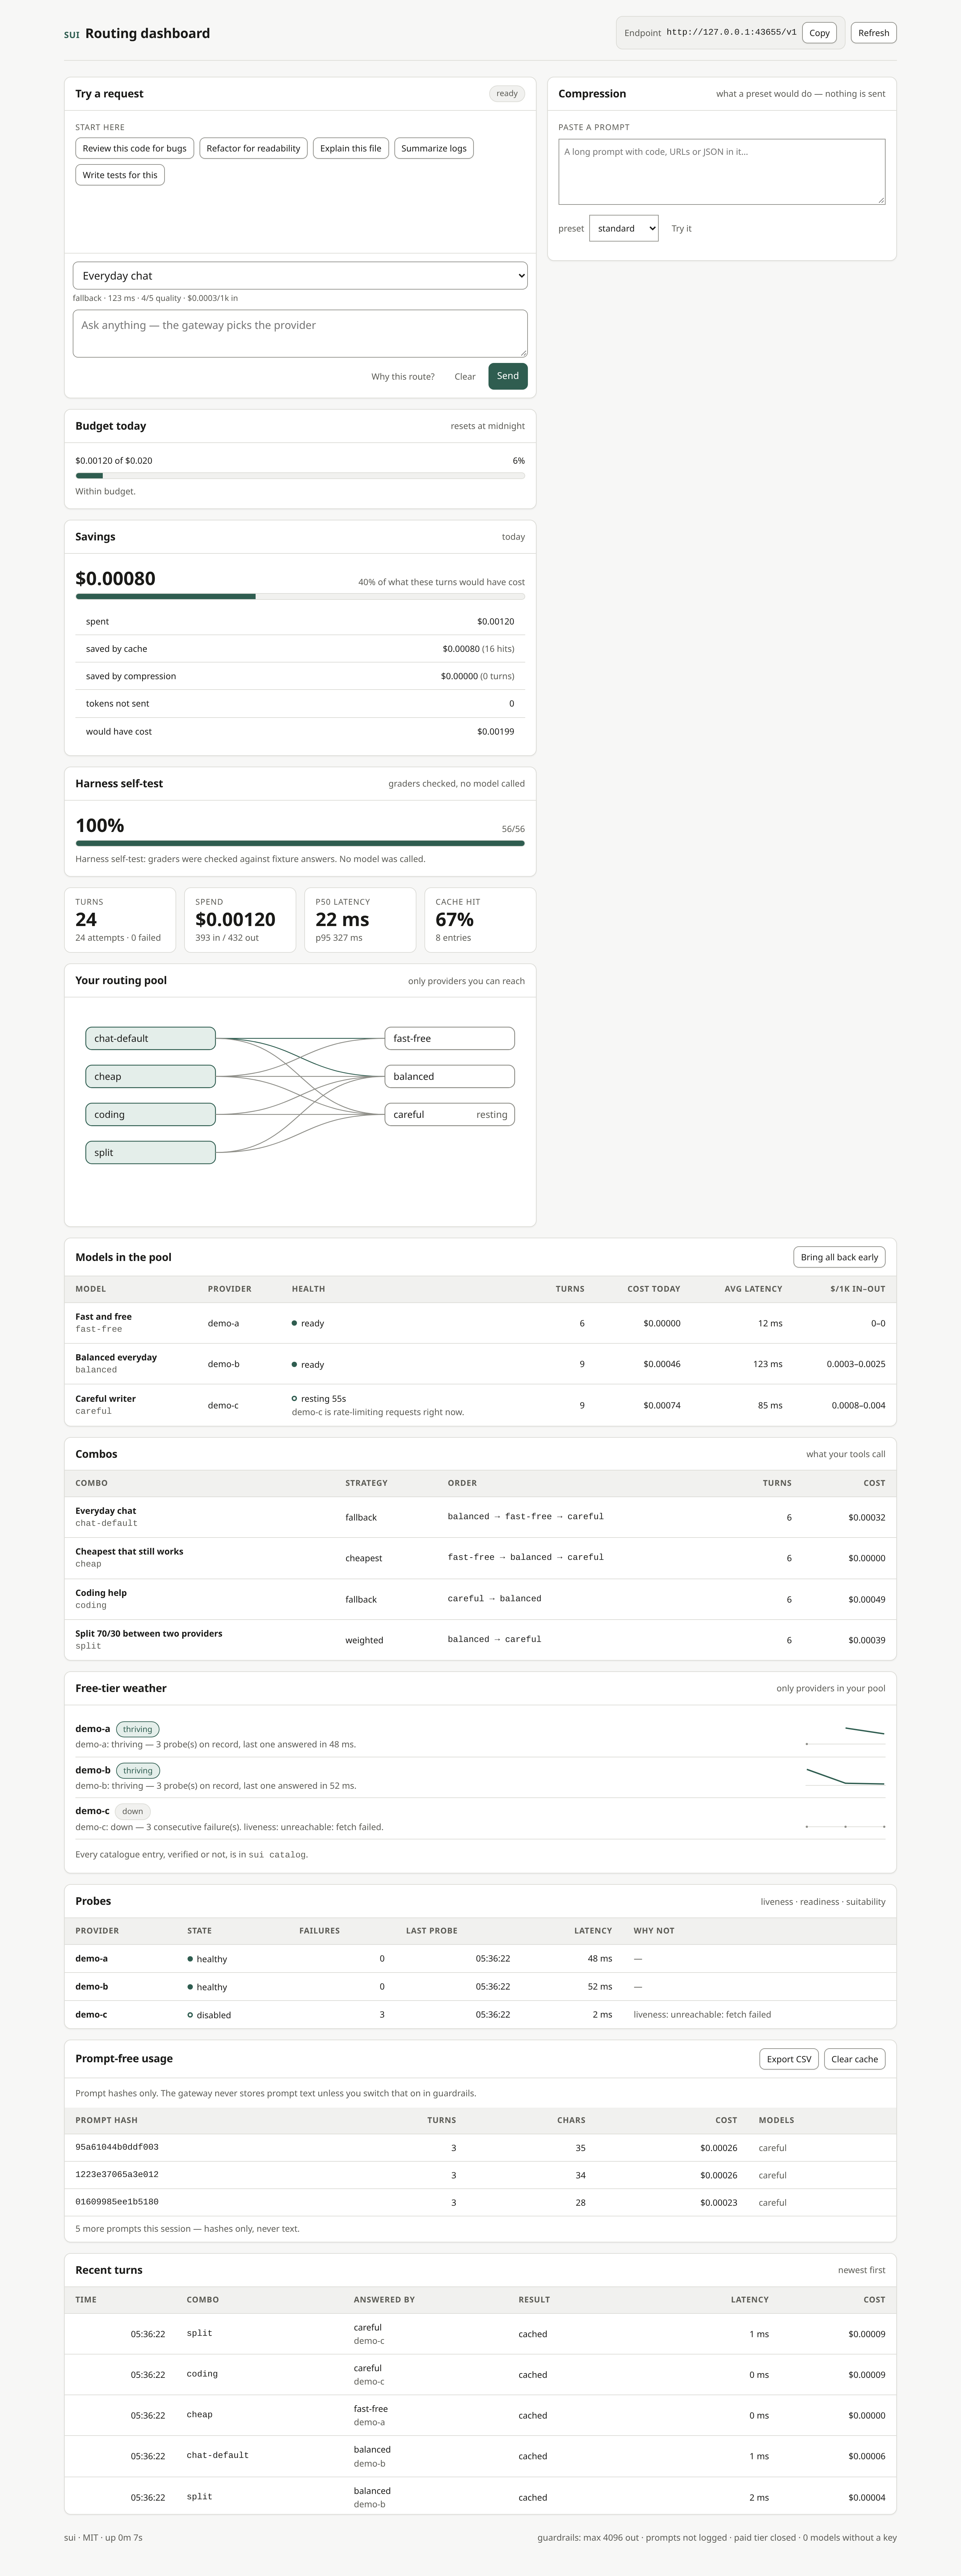 SUI Routing dashboard
Endpoint http://127.0.0.1:43655/v1 Copy Refresh
Try a request ready
START HERE
Review this code for bugs Refactor for readability Explain this file Summarize logs
Write tests for this
Everyday chat
fallback · 123 ms · 4/5 quality · $0.0003/1k in
Ask anything — the gateway picks the provider
Why this route? Clear Send
Compression what a preset would do — nothing is sent
PASTE A PROMPT
A long prompt with code, URLs or JSON in it...
preset standard Try it
Budget today resets at midnight
$0.00120 of $0.020 6%
Within budget.
Savings today
$0.00080 40% of what these turns would have cost
spent $0.00120
saved by cache $0.00080 (16 hits)
saved by compression $0.00000 (0 turns)
tokens not sent 0
would have cost $0.00199
Harness self-test graders checked, no model called
100% 56/56
Harness self-test: graders were checked against fixture answers. No model was called.
TURNS
24
24 attempts · 0 failed
SPEND
$0.00120
393 in / 432 out
P50 LATENCY
22 ms
p95 327 ms
CACHE HIT
67%
8 entries
Your routing pool only providers you can reach
chat-default fast-free
cheap balanced
coding careful resting
split
Models in the pool Bring all back early
MODEL PROVIDER HEALTH TURNS COST TODAY AVG LATENCY $/1K IN–OUT
Fast and free
fast-free demo-a ready 6 $0.00000 12 ms 0–0
Balanced everyday
balanced demo-b ready 9 $0.00046 123 ms 0.0003–0.0025
Careful writer
careful demo-c resting 55s 9 $0.00074 85 ms 0.0008–0.004
demo-c is rate-limiting requests right now.
Combos what your tools call
COMBO STRATEGY ORDER TURNS COST
Everyday chat
chat-default fallback balanced → fast-free → careful 6 $0.00032
Cheapest that still works
cheap cheapest fast-free → balanced → careful 6 $0.00000
Coding help
coding fallback careful → balanced 6 $0.00049
Split 70/30 between two providers
split weighted balanced → careful 6 $0.00039
Free-tier weather only providers in your pool
demo-a thriving
demo-a: thriving — 3 probe(s) on record, last one answered in 48 ms.
demo-b thriving
demo-b: thriving — 3 probe(s) on record, last one answered in 52 ms.
demo-c down
demo-c: down — 3 consecutive failure(s). liveness: unreachable: fetch failed.
Every catalogue entry, verified or not, is in sui catalog.
Probes liveness · readiness · suitability
PROVIDER STATE FAILURES LAST PROBE LATENCY WHY NOT
demo-a healthy 0 05:36:22 48 ms —
demo-b healthy 0 05:36:22 52 ms —
demo-c disabled 3 05:36:22 2 ms liveness: unreachable: fetch failed
Prompt-free usage Export CSV Clear cache
Prompt hashes only. The gateway never stores prompt text unless you switch that on in guardrails.
PROMPT HASH TURNS CHARS COST MODELS
95a61044b0ddf003 3 35 $0.00026 careful
1223e37065a3e012 3 34 $0.00026 careful
01609985ee1b5180 3 28 $0.00023 careful
5 more prompts this session — hashes only, never text.
Recent turns newest first
TIME COMBO ANSWERED BY RESULT LATENCY COST
05:36:22 split careful cached 1 ms $0.00009
demo-c
05:36:22 coding careful cached 0 ms $0.00009
demo-c
05:36:22 cheap fast-free cached 0 ms $0.00000
demo-a
05:36:22 chat-default balanced cached 1 ms $0.00006
demo-b
05:36:22 split balanced cached 2 ms $0.00004
demo-b
sui · MIT · up 0m 7s guardrails: max 4096 out · prompts not logged · paid tier closed · 0 models without a key